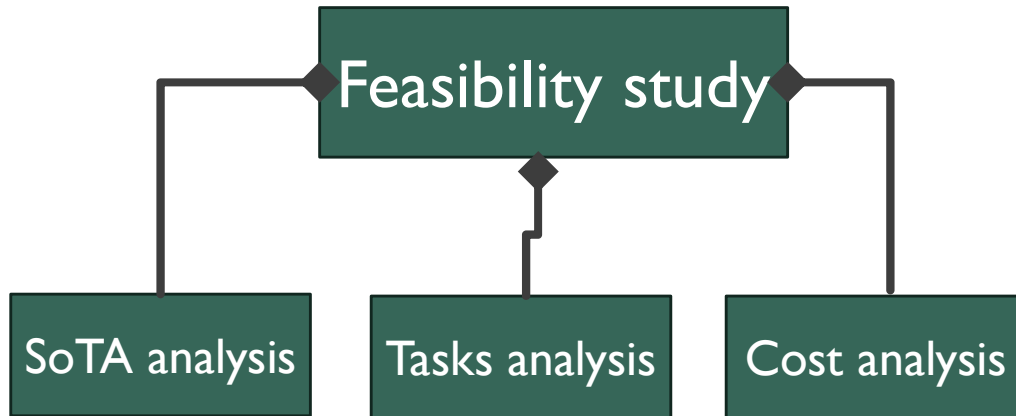 Feasibility study
SoTA analysis
Tasks analysis
Cost analysis